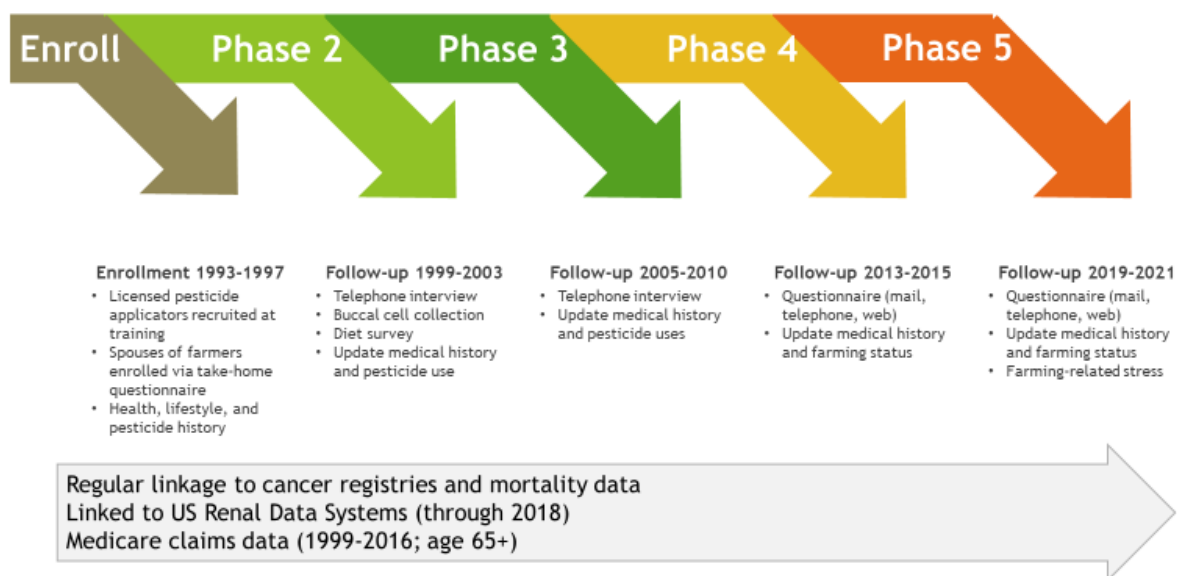 Enroll
Phase 2
Phase 3
Phase 4
Phase 5
Enrollment 1993-1997
• Licensed pesticide
applicators recruited at
training
• Spouses of farmers
enrolled via take-home
questionnaire
• Health, lifestyle, and
pesticide history
Follow-up 1999-2003
• Telephone interview
• Buccal cell collection
• Diet survey
• Update medical history
and pesticide use
Follow-up 2005-2010
• Telephone interview
• Update medical history
and pesticide uses
Follow-up 2013-2015
• Questionnaire (mail,
telephone, web)
• Update medical history
and farming status
Follow-up 2019-2021
• Questionnaire (mail,
telephone, web)
• Update medical history
and farming status
• Farming-related stress
Regular linkage to cancer registries and mortality data
Linked to US Renal Data Systems (through 2018)
Medicare claims data (1999-2016; age 65+)